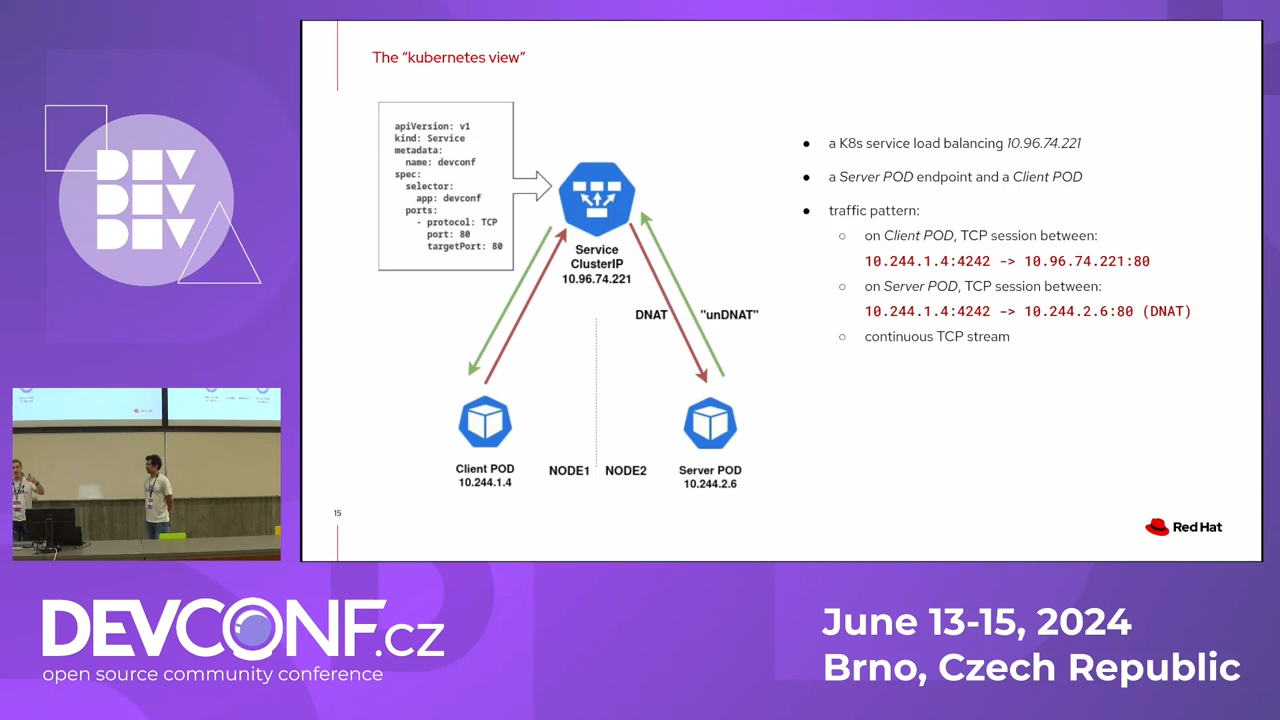 The “kubernetes view”
apiVersion: v1
kind: Service
metadata:
name: devconf
spec:
selector:
app: devconf
ports:
- protocol: TCP
port: 80
targetPort: 80
Service
ClusterIP
10.96.74.221
DNAT
"unDNAT"
Client POD
10.244.1.4
NODE1
NODE2
Server POD
10.244.2.6
● a K8s service load balancing 10.96.74.221
● a Server POD endpoint and a Client POD
● traffic pattern:
○ on Client POD, TCP session between:
10.244.1.4:4242 -> 10.96.74.221:80
○ on Server POD, TCP session between:
10.244.1.4:4242 -> 10.244.2.6:80 (DNAT)
○ continuous TCP stream
15
Red Hat
DEV
DEV
DEV
DEVCONF.cz
open source community conference
June 13-15, 2024
Brno, Czech Republic